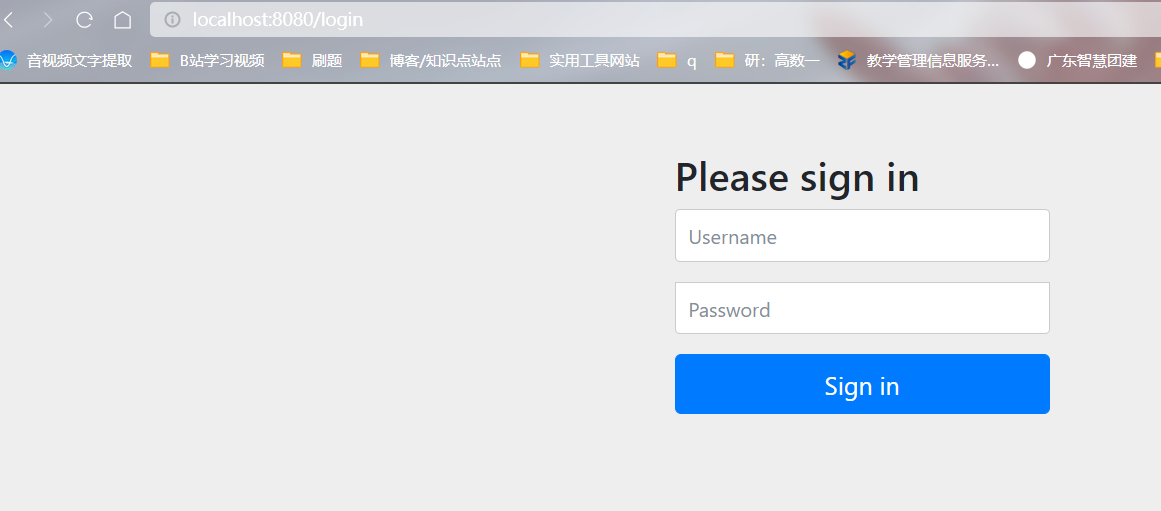 localhost:8080/login
音视频文字提取 B站学习视频 刷题 博客/知识点站点 实用工具网站 q 研：高数一 教学管理信息服务... 广东智慧团建
Please sign in
Username
Password
Sign in